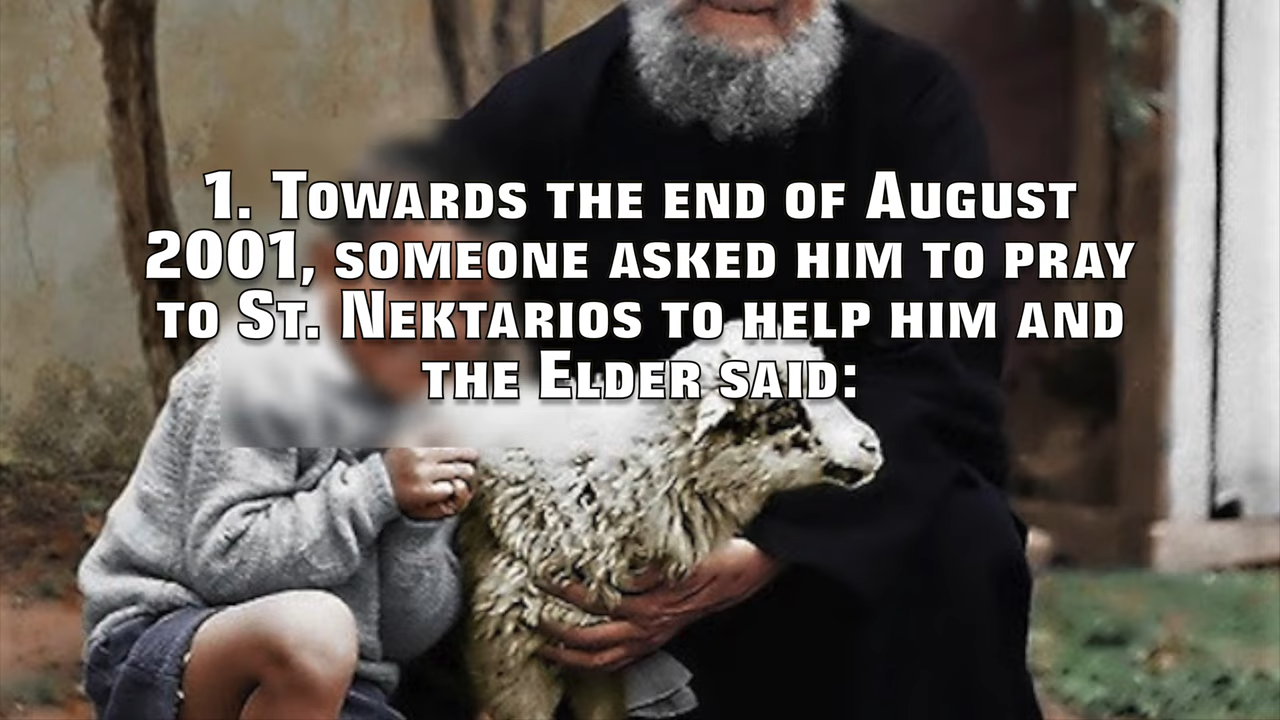 1. Towards the end of August
2001, someone asked him to pray
to St. Nektarios to help him and
the Elder said: